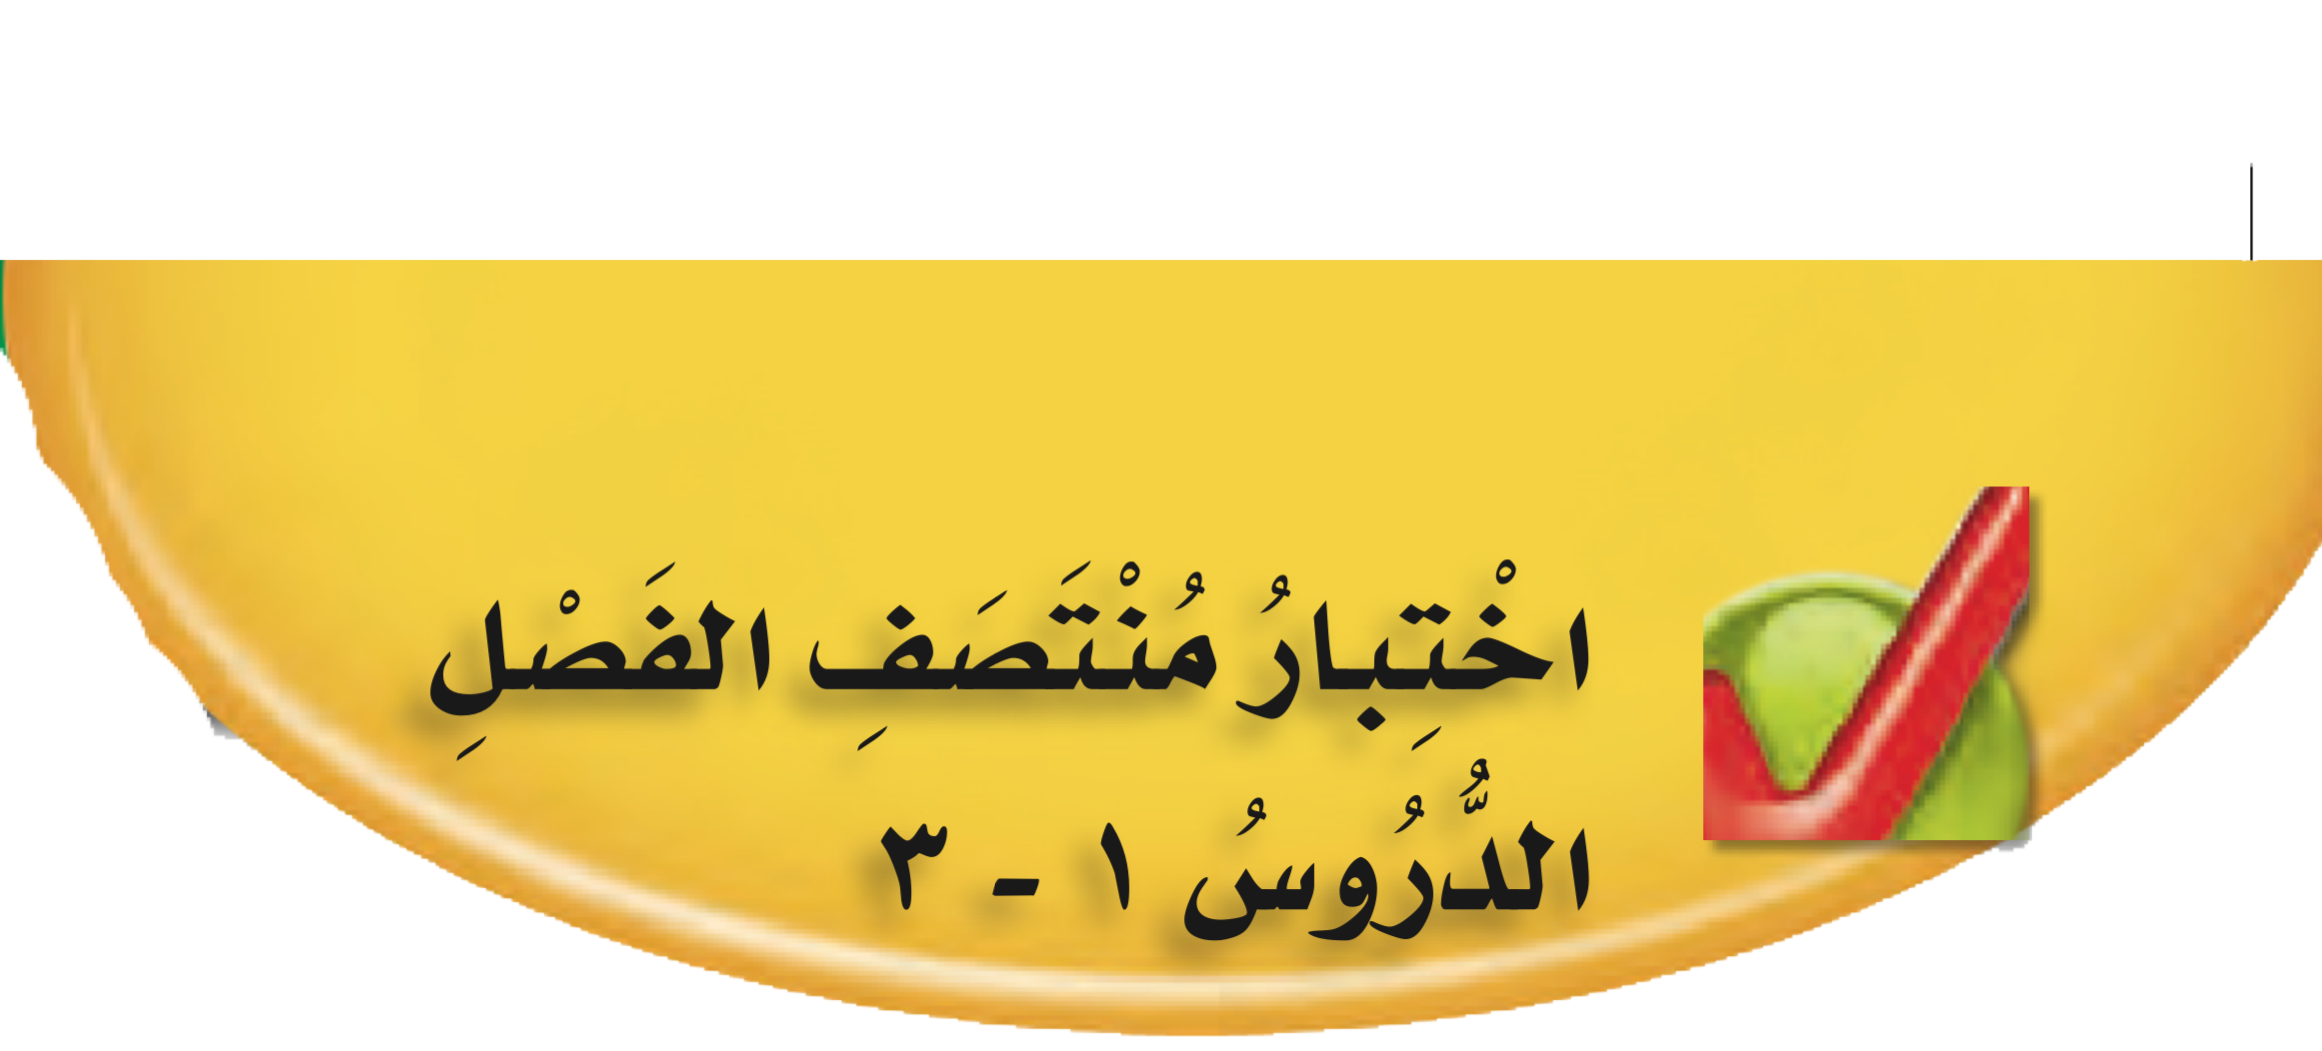 اخْتِبارُ مُنْتَصَفِ الفَصْلِ
الدُّرُوسُ ١ - ٣